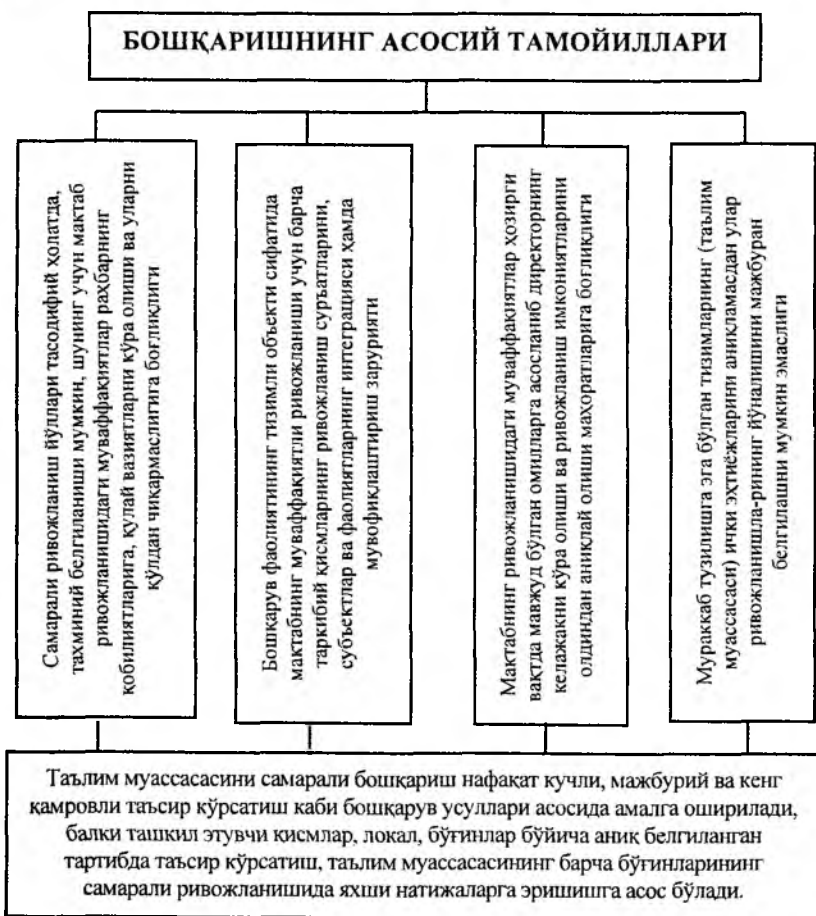 БОШҚАРИШНИНГ АСОСИЙ ТАМОЙИЛЛАРИ
Самарали ривожланиш йўллари тасодифий ҳолатда,
тахминий белгиланиши мумкин, шунинг учун мактаб
ривожланишидаги муваффақиятлар раҳбарнинг
қобилиятларига, қулай вазиятларни кўра олиши ва уларни
қўлдан чиқармаслигига боғлиқлиги
Бошқарув фаолиятининг тизимли объекти сифатида
мактабнинг муваффақиятли ривожланиши учун барча
таркибий қисмларнинг ривожланиш суръатларини,
субъектлар ва фаолиятларнинг интеграцияси ҳамда
мувофиқлаштириш зарурияти
Мактабнинг ривожланишидаги муваффақиятлар ҳозирги
вақтда мавжуд бўлган омилларга асосланиб директорнинг
келажакни кўра олиши ва ривожланиш имкониятларини
олдиндан аниқлай олиши маҳоратларига боғлиқлиги
Мураккаб тузилишга эга бўлган тизимларнинг (таълим
муассасаси) ички эҳтиёжларини аниқламасдан улар
ривожланишла-рининг йўналишини мажбуран
белгилашни мумкин эмаслиги
Таълим муассасасини самарали бошқариш нафақат кучли, мажбурий ва кенг
қамровли таъсир кўрсатиш каби бошқарув усуллари асосида амалга оширилади,
балки ташкил этувчи қисмлар, локал, бўғинлар бўйича аниқ белгиланган
тартибда таъсир кўрсатиш, таълим муассасасининг барча бўғинларининг
самарали ривожланишида яхши натижаларга эришишга асос бўлади.